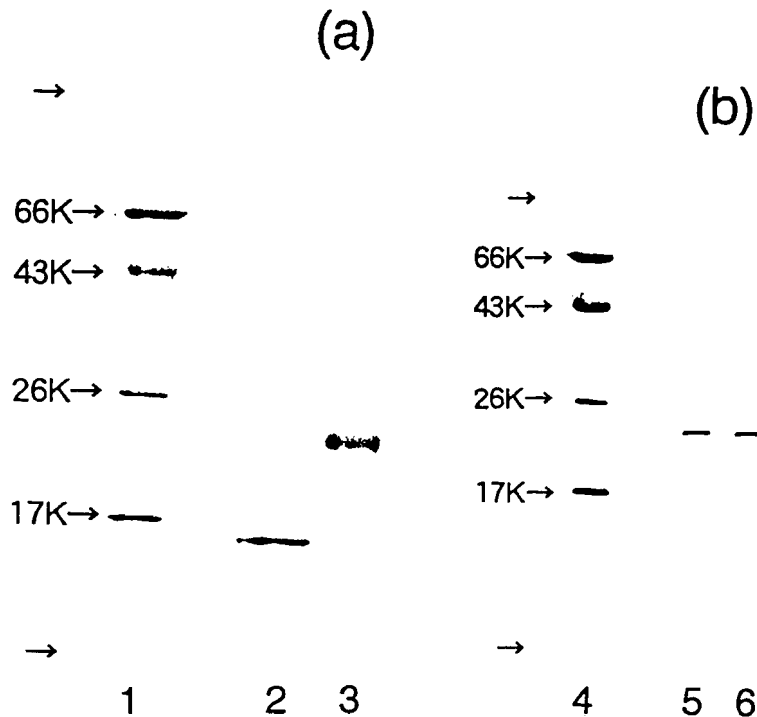 (a)
→
66K→
43K→
26K→
17K→
→
1 2 3
(b)
→
66K→
43K→
26K→
17K→
→
4 5 6